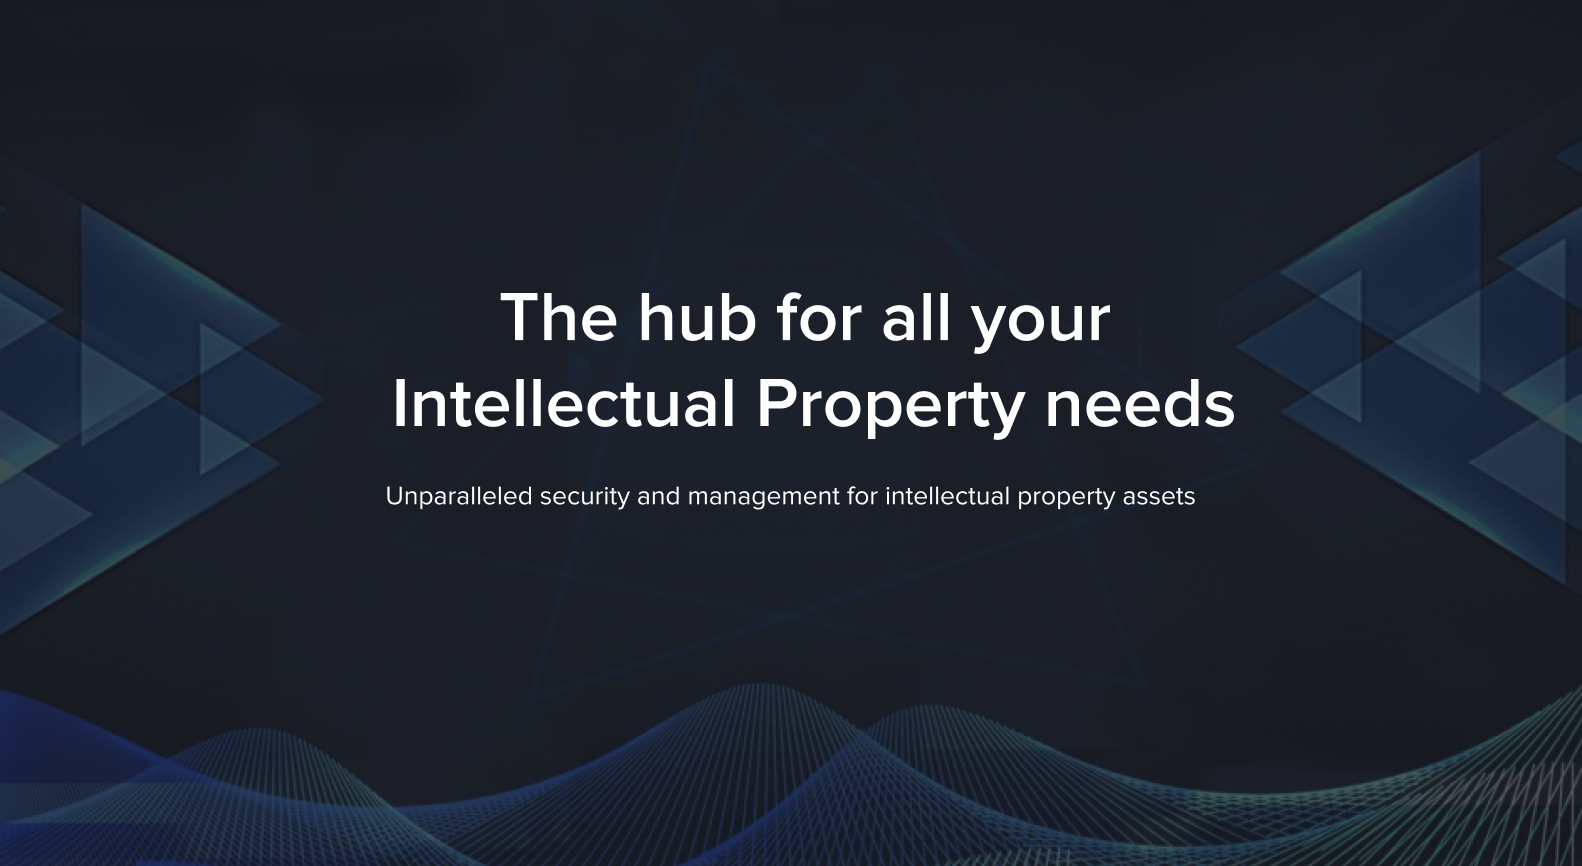 The hub for all your
Intellectual Property needs
Unparalleled security and management for intellectual property assets